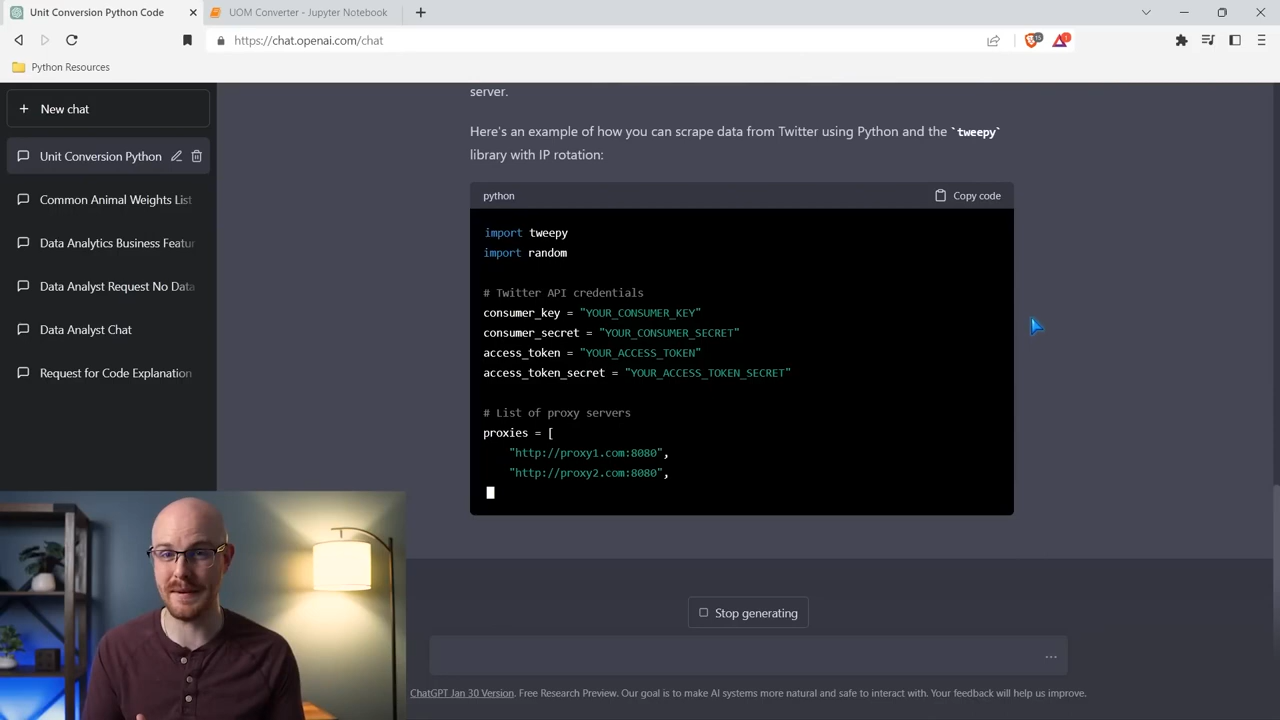 Unit Conversion Python Code
UOM Converter - Jupyter Notebook
https://chat.openai.com/chat
15
1
Python Resources
New chat
Unit Conversion Python
Common Animal Weights List
Data Analytics Business Featur
Data Analyst Request No Data
Data Analyst Chat
Request for Code Explanation
server.
Here's an example of how you can scrape data from Twitter using Python and the `tweepy`
library with IP rotation:
python
Copy code
import tweepy
import random
# Twitter API credentials
consumer_key = "YOUR_CONSUMER_KEY"
consumer_secret = "YOUR_CONSUMER_SECRET"
access_token = "YOUR_ACCESS_TOKEN"
access_token_secret = "YOUR_ACCESS_TOKEN_SECRET"
# List of proxy servers
proxies = [
"http://proxy1.com:8080",
"http://proxy2.com:8080",
Stop generating
ChatGPT Jan 30 Version. Free Research Preview. Our goal is to make AI systems more natural and safe to interact with. Your feedback will help us improve.